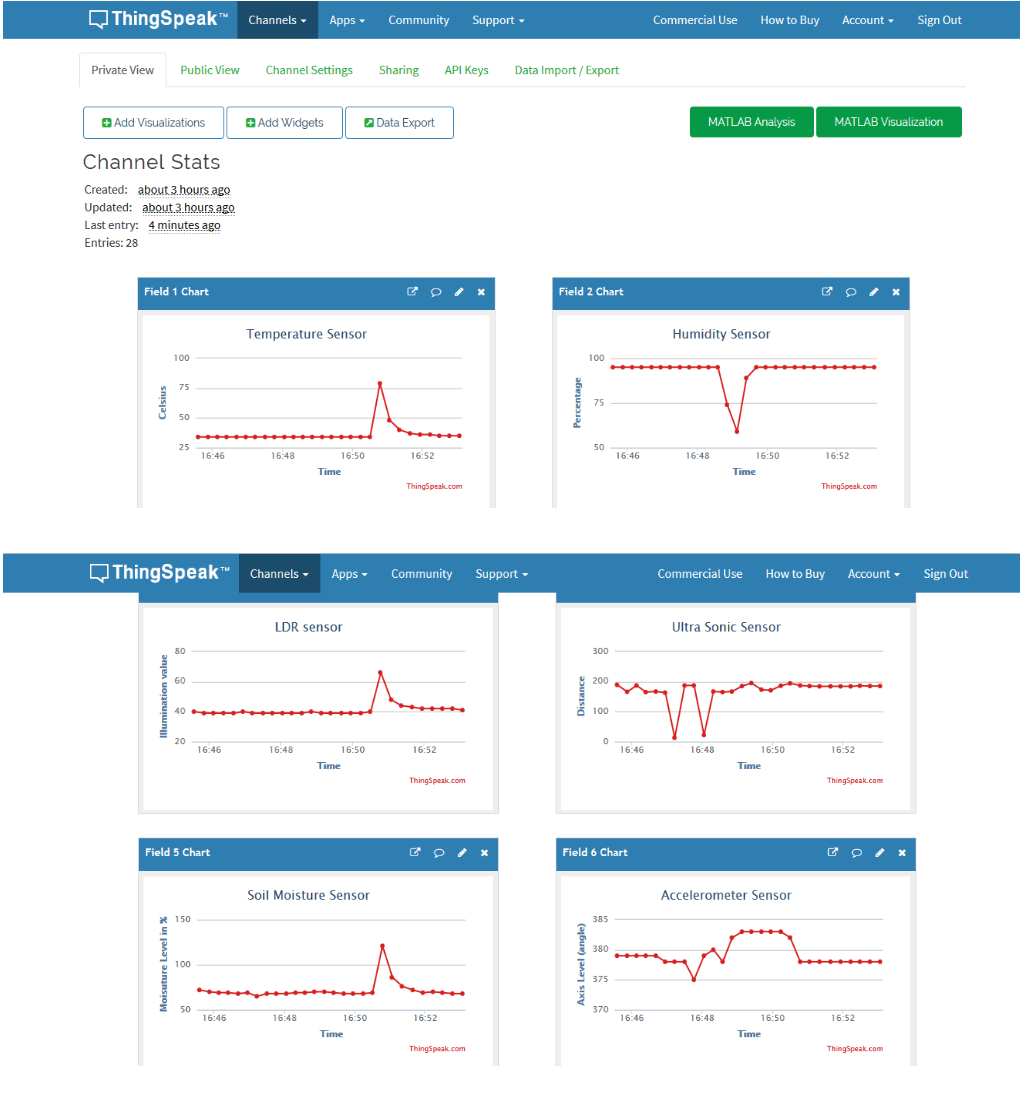 ThingSpeak™ Channels Apps Community Support Commercial Use How to Buy Account Sign Out
Private View Public View Channel Settings Sharing API Keys Data Import / Export
Add Visualizations Add Widgets Data Export MATLAB Analysis MATLAB Visualization
Channel Stats
Created: about 3 hours ago
Updated: about 3 hours ago
Last entry: 4 minutes ago
Entries: 28
Field 1 Chart
Temperature Sensor
Celsius
100
75
50
25
16:46 16:48 16:50 16:52
Time
ThingSpeak.com
Field 2 Chart
Humidity Sensor
Percentage
100
75
50
16:46 16:48 16:50 16:52
Time
ThingSpeak.com
ThingSpeak™ Channels Apps Community Support Commercial Use How to Buy Account Sign Out
LDR sensor
Illumination value
80
60
40
20
16:46 16:48 16:50 16:52
Time
ThingSpeak.com
Ultra Sonic Sensor
Distance
300
200
100
0
16:46 16:48 16:50 16:52
Time
ThingSpeak.com
Field 5 Chart
Soil Moisture Sensor
Moisuture Level in %
150
100
50
16:46 16:48 16:50 16:52
Time
ThingSpeak.com
Field 6 Chart
Accelerometer Sensor
Axis Level (angle)
385
380
375
370
16:46 16:48 16:50 16:52
Time
ThingSpeak.com